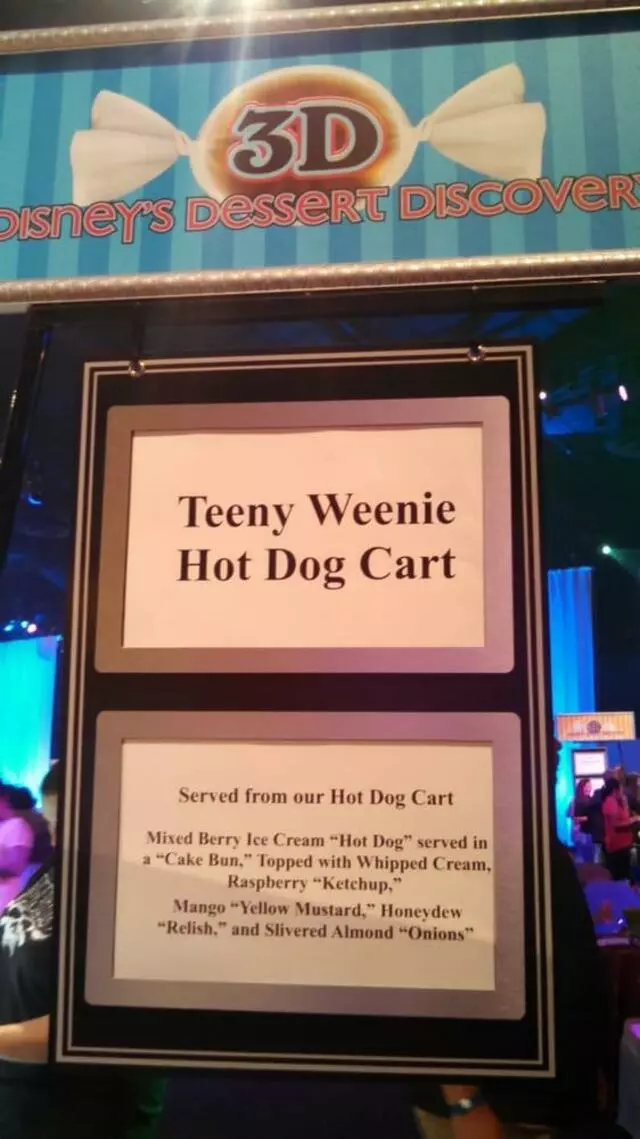 3D
DISNEY'S DESSERT DISCOVERY
Teeny Weenie
Hot Dog Cart
Served from our Hot Dog Cart
Mixed Berry Ice Cream “Hot Dog” served in
a “Cake Bun,” Topped with Whipped Cream,
Raspberry “Ketchup,”
Mango “Yellow Mustard,” Honeydew
“Relish,” and Slivered Almond “Onions”